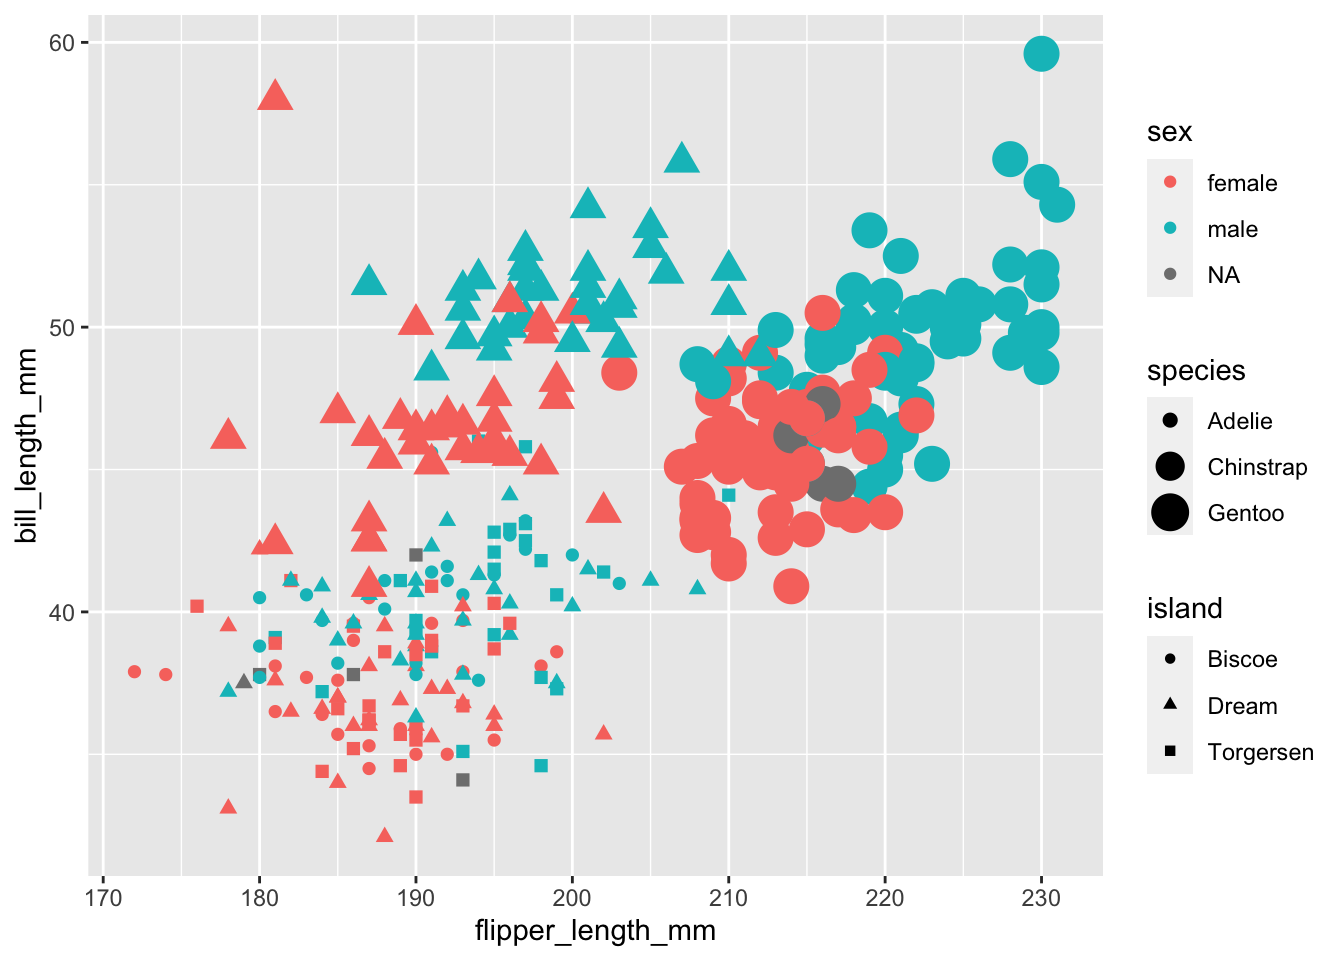 60
50
40
170
180
190
200
210
220
230
flipper_length_mm
bill_length_mm
sex
female
male
NA
species
Adelie
Chinstrap
Gentoo
island
Biscoe
Dream
Torgersen